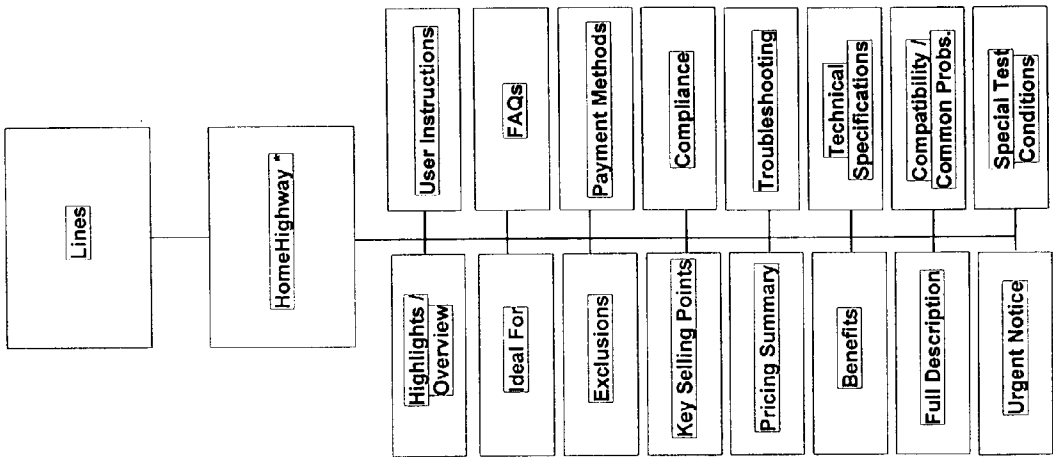 Lines
HomeHighway *
Highlights /
Overview
User Instructions
Ideal For
FAQs
Exclusions
Payment Methods
Key Selling Points
Compliance
Pricing Summary
Troubleshooting
Benefits
Technical
Specifications
Full Description
Compatibility /
Common Probs.
Urgent Notice
Special Test
Conditions